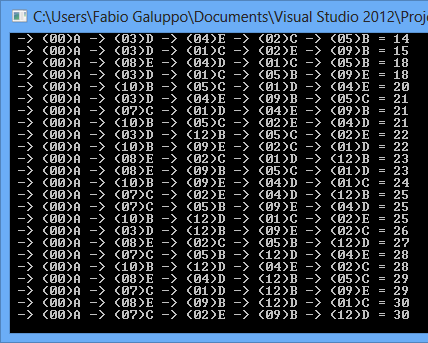 C:\Users\Fabio Galuppo\Documents\Visual Studio 2012\Proje
-> (00)A -> (03)D -> (04)E -> (02)C -> (05)B = 14
-> (00)A -> (03)D -> (01)C -> (02)E -> (09)B = 15
-> (00)A -> (08)E -> (04)D -> (01)C -> (05)B = 18
-> (00)A -> (03)D -> (01)C -> (05)B -> (09)E = 18
-> (00)A -> (10)B -> (05)C -> (01)D -> (04)E = 20
-> (00)A -> (03)D -> (04)E -> (09)B -> (05)C = 21
-> (00)A -> (07)C -> (01)D -> (04)E -> (09)B = 21
-> (00)A -> (10)B -> (05)C -> (02)E -> (04)D = 21
-> (00)A -> (03)D -> (12)B -> (05)C -> (02)E = 22
-> (00)A -> (10)B -> (09)E -> (02)C -> (01)D = 22
-> (00)A -> (08)E -> (02)C -> (01)D -> (12)B = 23
-> (00)A -> (08)E -> (09)B -> (05)C -> (01)D = 23
-> (00)A -> (10)B -> (09)E -> (04)D -> (01)C = 24
-> (00)A -> (07)C -> (02)E -> (04)D -> (12)B = 25
-> (00)A -> (07)C -> (05)B -> (09)E -> (04)D = 25
-> (00)A -> (10)B -> (12)D -> (01)C -> (02)E = 25
-> (00)A -> (03)D -> (12)B -> (09)E -> (02)C = 26
-> (00)A -> (08)E -> (02)C -> (05)B -> (12)D = 27
-> (00)A -> (07)C -> (05)B -> (12)D -> (04)E = 28
-> (00)A -> (10)B -> (12)D -> (04)E -> (02)C = 28
-> (00)A -> (08)E -> (04)D -> (12)B -> (05)C = 29
-> (00)A -> (07)C -> (01)D -> (12)B -> (09)E = 29
-> (00)A -> (08)E -> (09)B -> (12)D -> (01)C = 30
-> (00)A -> (07)C -> (02)E -> (09)B -> (12)D = 30